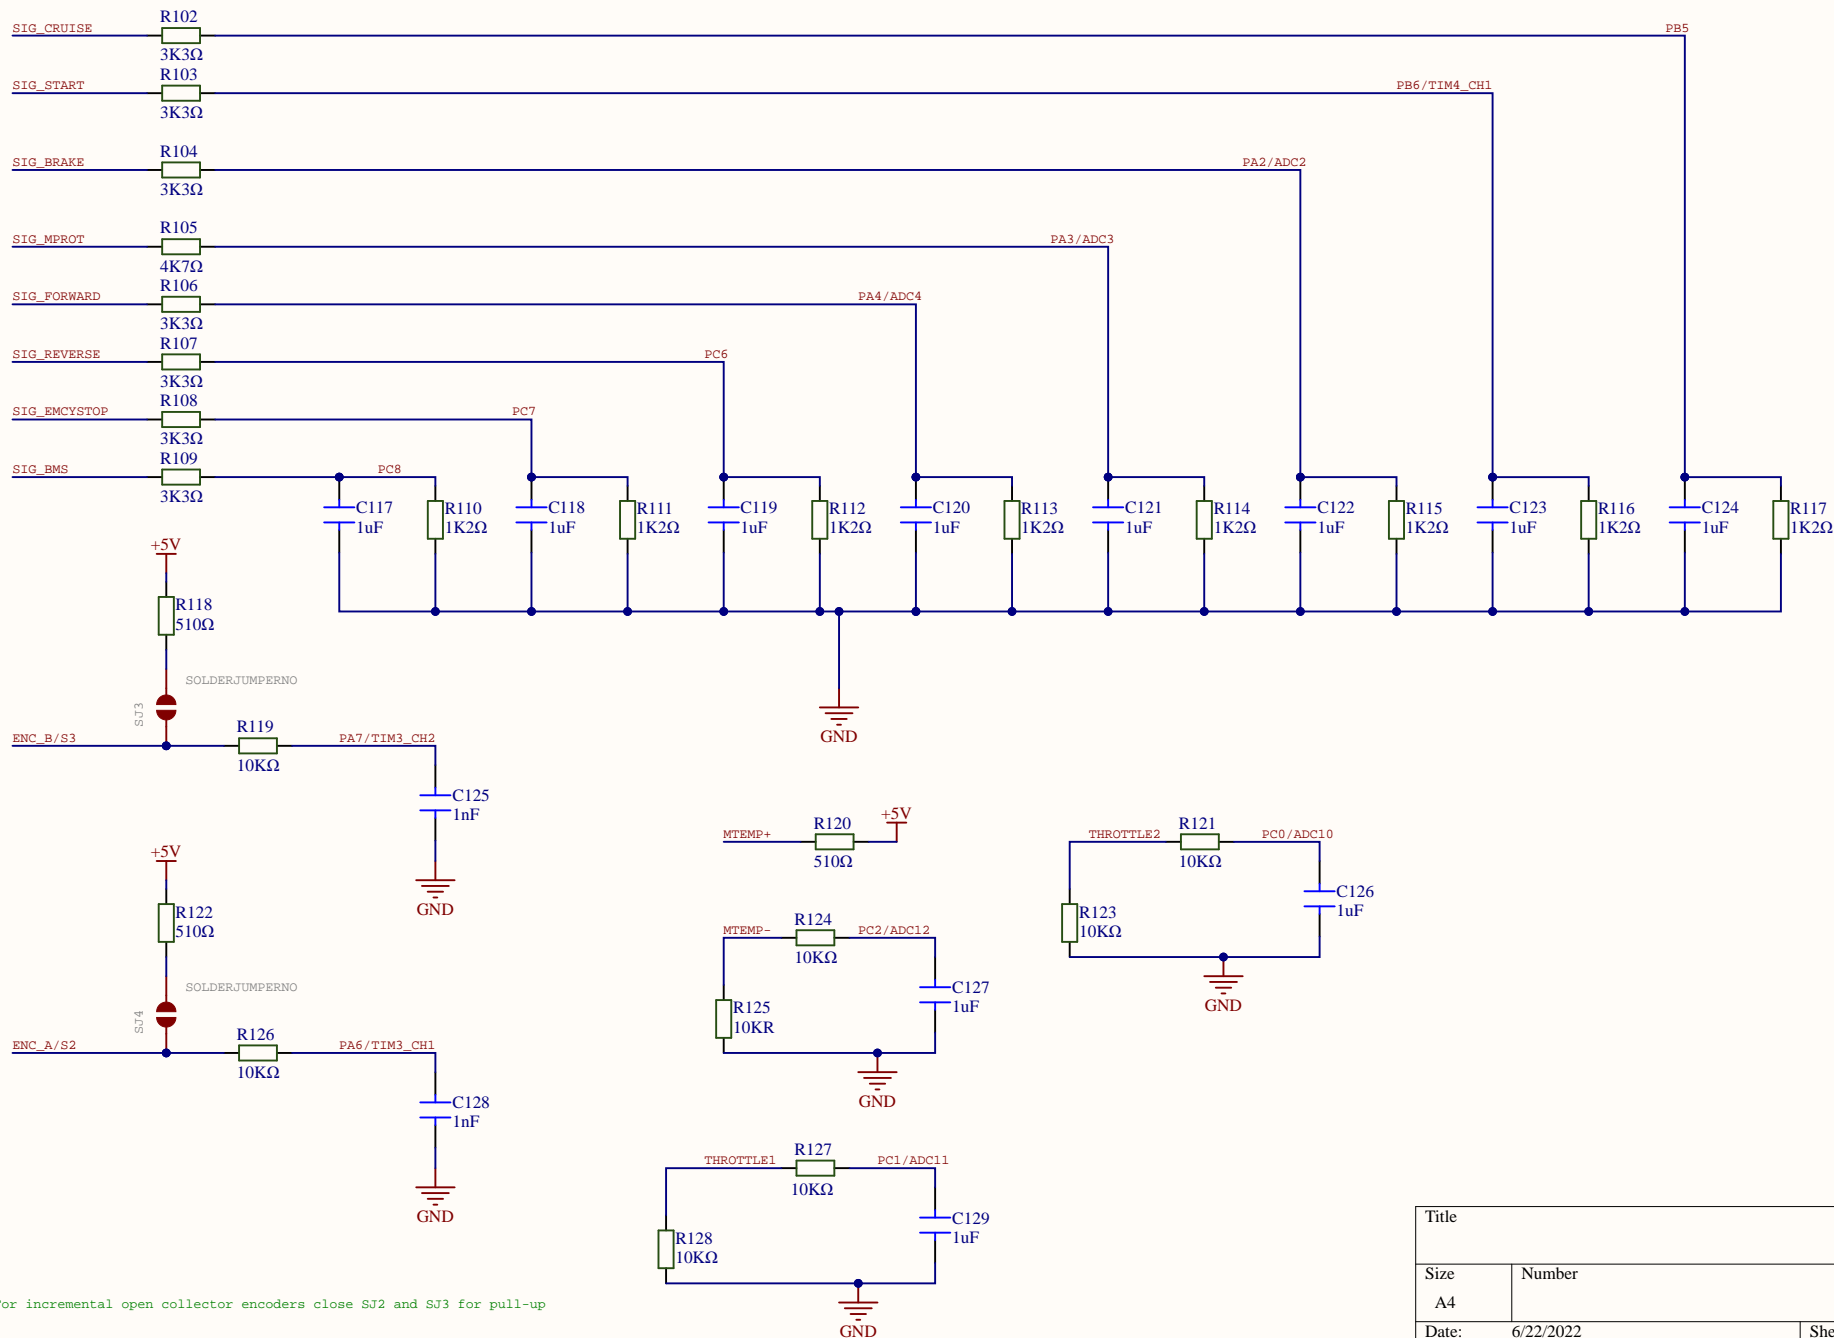 R102
SIG_CRUISE
PB5
3K3Ω
R103
SIG_START
PB6/TIM4_CH1
3K3Ω
R104
SIG_BRAKE
PA2/ADC2
3K3Ω
R105
SIG_MPROT
PA3/ADC3
4K7Ω
R106
SIG_FORWARD
PA4/ADC4
3K3Ω
R107
SIG_REVERSE
PC6
3K3Ω
R108
SIG_EMCYSTOP
PC7
3K3Ω
R109
SIG_BMS
PC8
3K3Ω
C117
1uF
R110
1K2Ω
C118
1uF
R111
1K2Ω
C119
1uF
R112
1K2Ω
C120
1uF
R113
1K2Ω
C121
1uF
R114
1K2Ω
C122
1uF
R115
1K2Ω
C123
1uF
R116
1K2Ω
C124
1uF
R117
1K2Ω
GND
+5V
R118
510Ω
SOLDERJUMPERNO
SJ3
ENC_B/S3
R119
10KΩ
PA7/TIM3_CH2
C125
1nF
GND
+5V
R122
510Ω
SOLDERJUMPERNO
SJ4
ENC_A/S2
R126
10KΩ
PA6/TIM3_CH1
C128
1nF
GND
MTEMP+
R120
510Ω
+5V
MTEMP-
R124
10KΩ
PC2/ADC12
C127
1uF
R125
10KR
GND
THROTTLE2
R121
10KΩ
PC0/ADC10
C126
1uF
R123
10KΩ
GND
THROTTLE1
R127
10KΩ
PC1/ADC11
C129
1uF
R128
10KΩ
GND
or incremental open collector encoders close SJ2 and SJ3 for pull-up
Title
Size
Number
A4
Date:
6/22/2022
She